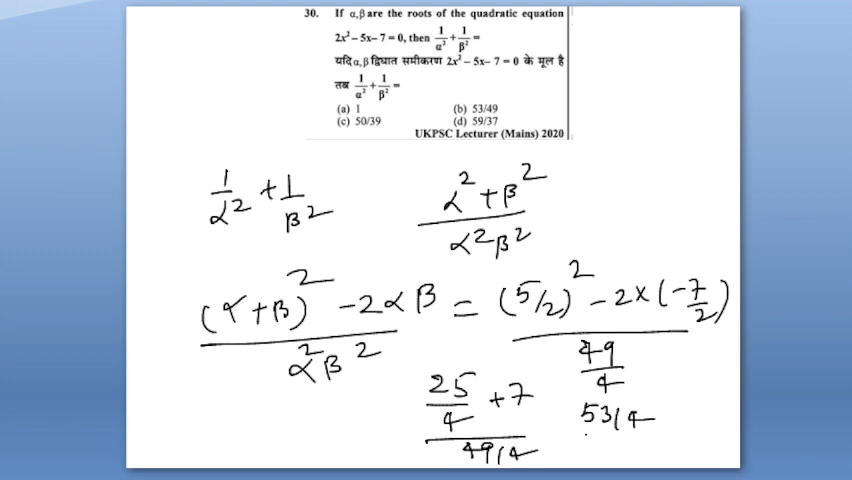 30. If α,β are the roots of the quadratic equation
2x² – 5x – 7 = 0, then 1/α² + 1/β² =
यदि α,β द्विघात समीकरण 2x² – 5x – 7 = 0 के मूल है
तब 1/α² + 1/β² =
(a) 1 (b) 53/49
(c) 50/39 (d) 59/37
UKPSC Lecturer (Mains) 2020
1/α² + 1/β² (α² + β²)/(α²β²)
((α+β)² – 2αβ)/(α²β²) = ((5/2)² – 2×(–7/2))/(49/4)
(25/4 + 7)/(49/4) 53/4